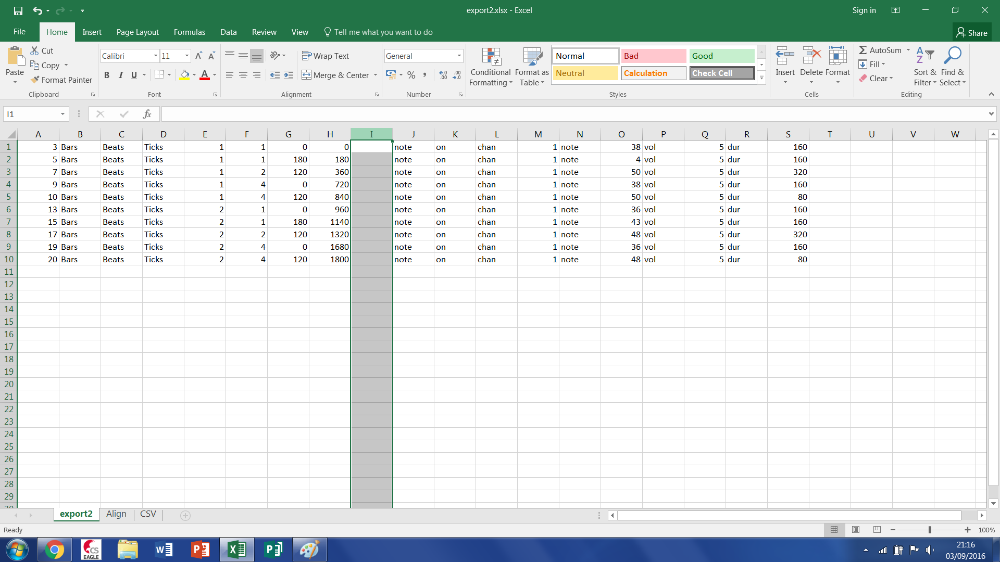 export2.xlsx - Excel
Sign in
File Home Insert Page Layout Formulas Data Review View Tell me what you want to do Share
Paste
Cut
Copy
Format Painter
Clipboard
Calibri 11
B I U A
Font
Wrap Text
Merge & Center
Alignment
General
%
Number
Conditional Formatting
Format as Table
Normal Bad Good
Neutral Calculation Check Cell
Styles
Insert Delete Format
Cells
AutoSum
Fill
Clear
Sort & Filter
Find & Select
Editing
I1 fx
A B C D E F G H I J K L M N O P Q R S T U V W
1 3 Bars Beats Ticks 1 1 0 0 note on chan 1 note 38 vol 5 dur 160
2 5 Bars Beats Ticks 1 1 180 180 note on chan 1 note 4 vol 5 dur 160
3 7 Bars Beats Ticks 1 2 120 360 note on chan 1 note 50 vol 5 dur 320
4 9 Bars Beats Ticks 1 4 0 720 note on chan 1 note 38 vol 5 dur 160
5 10 Bars Beats Ticks 1 4 120 840 note on chan 1 note 50 vol 5 dur 80
6 13 Bars Beats Ticks 2 1 0 960 note on chan 1 note 36 vol 5 dur 160
7 15 Bars Beats Ticks 2 1 180 1140 note on chan 1 note 43 vol 5 dur 160
8 17 Bars Beats Ticks 2 2 120 1320 note on chan 1 note 48 vol 5 dur 320
9 19 Bars Beats Ticks 2 4 0 1680 note on chan 1 note 36 vol 5 dur 160
10 20 Bars Beats Ticks 2 4 120 1800 note on chan 1 note 48 vol 5 dur 80
11
12
13
14
15
16
17
18
19
20
21
22
23
24
25
26
27
28
29
export2 Align CSV
Ready
100%
CS EAGLE
21:16
03/09/2016